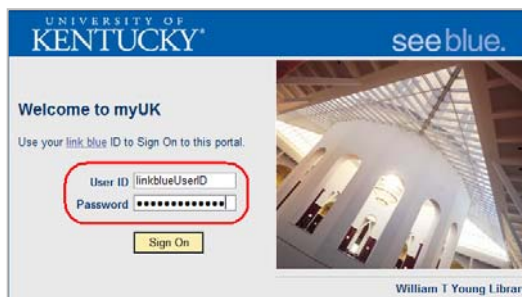 UNIVERSITY OF
KENTUCKY®
see blue.
Welcome to myUK
Use your link blue ID to Sign On to this portal.
User ID linkblueUserID
Password •••••••••••••
Sign On
William T Young Librar